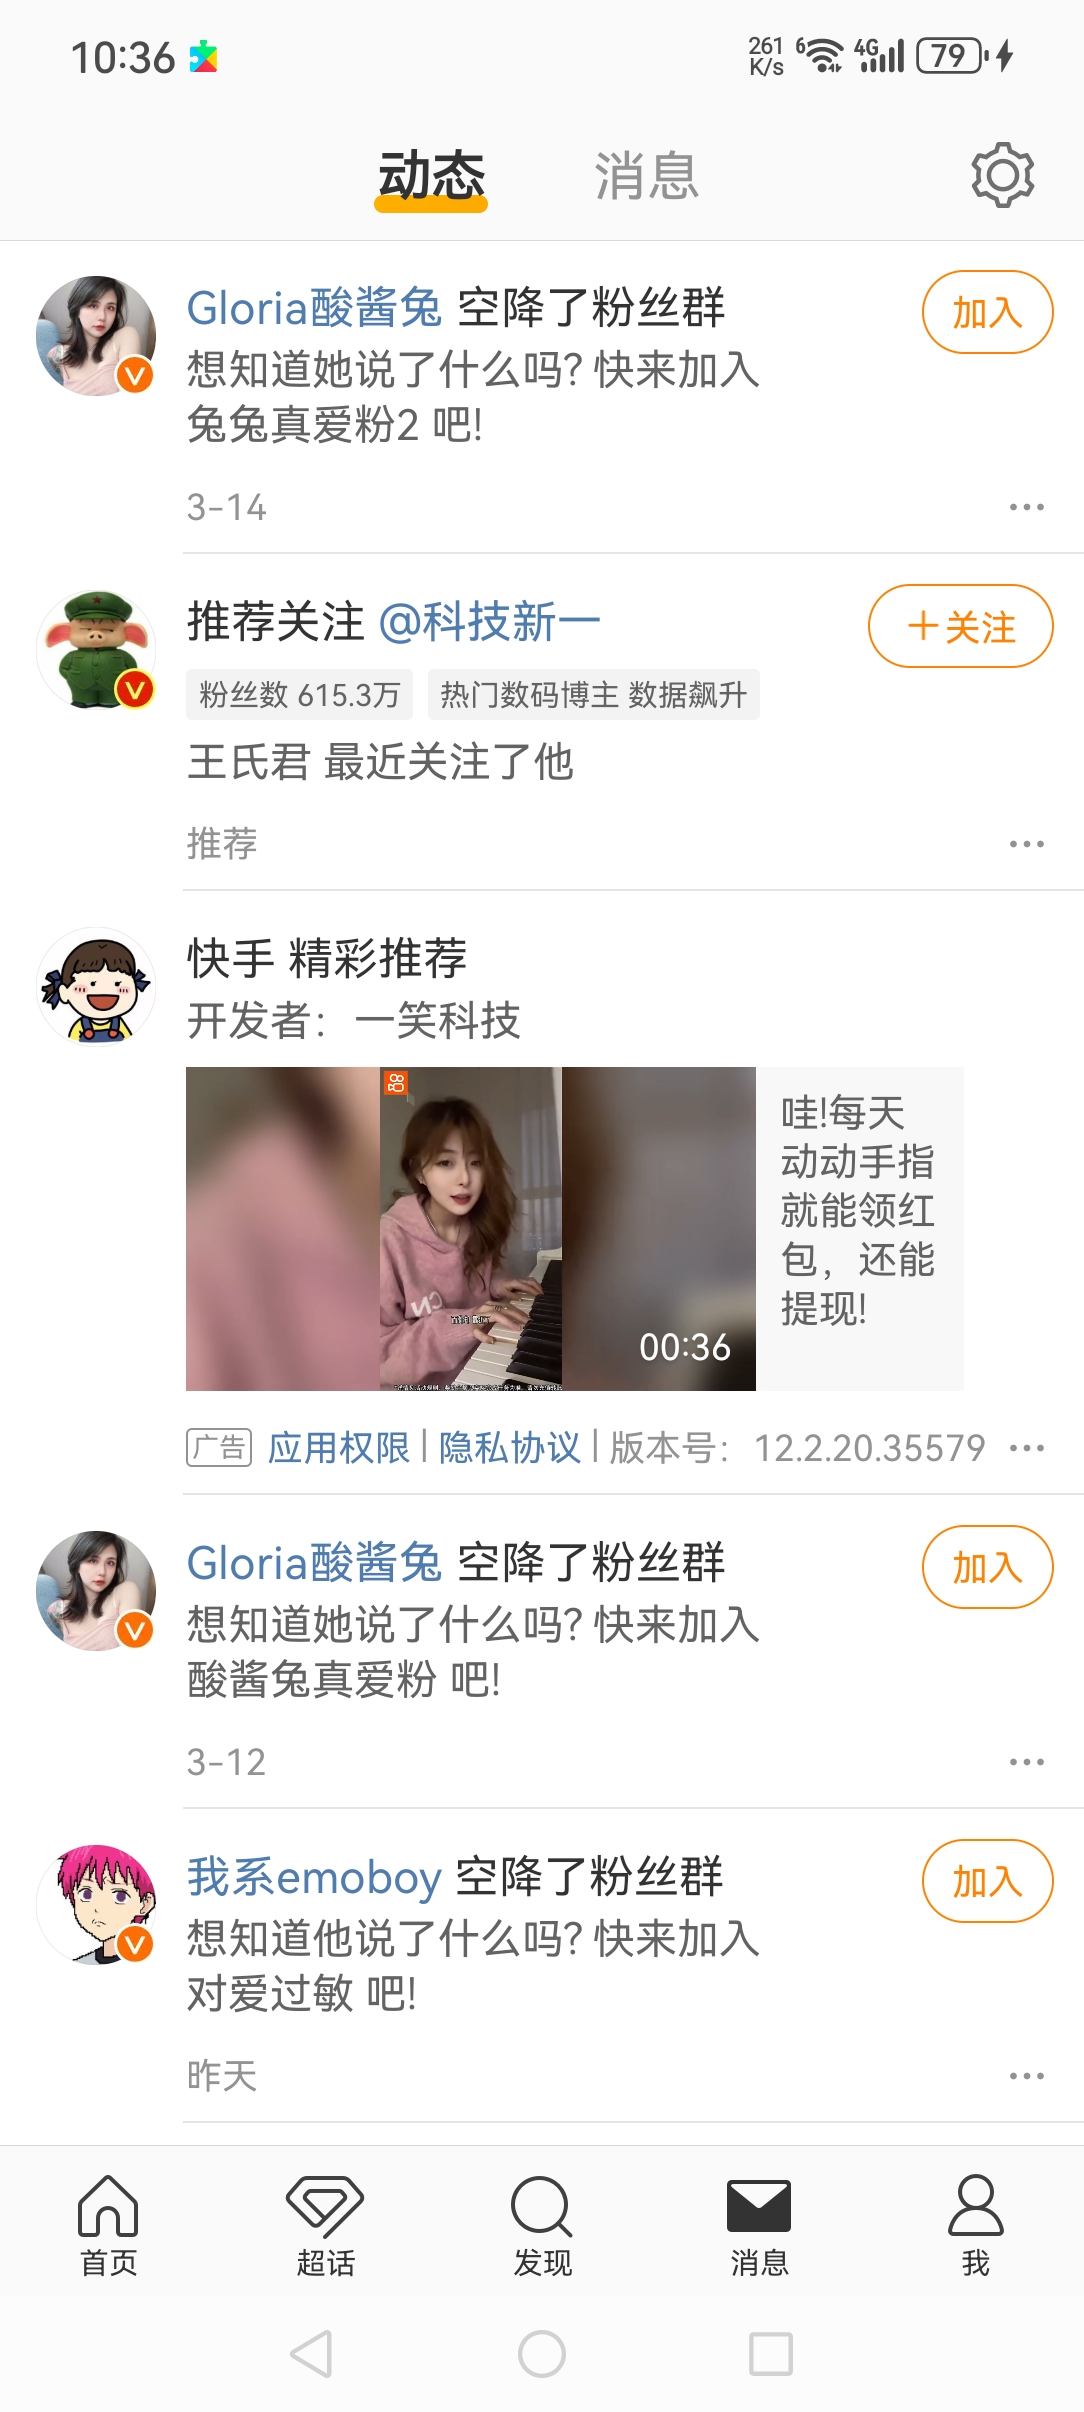 10:36
261 K/s 6 4G 79
动态 消息
Gloria酸酱兔 空降了粉丝群
加入
想知道她说了什么吗? 快来加入
兔兔真爱粉2 吧!
3-14
推荐关注 @科技新一
+关注
粉丝数 615.3万 热门数码博主 数据飙升
王氏君 最近关注了他
推荐
快手 精彩推荐
开发者: 一笑科技
哇!每天
动动手指
就能领红
包，还能
提现!
00:36
广告 应用权限 | 隐私协议 | 版本号: 12.2.20.35579
Gloria酸酱兔 空降了粉丝群
加入
想知道她说了什么吗? 快来加入
酸酱兔真爱粉 吧!
3-12
我系emoboy 空降了粉丝群
加入
想知道他说了什么吗? 快来加入
对爱过敏 吧!
昨天
首页 超话 发现 消息 我